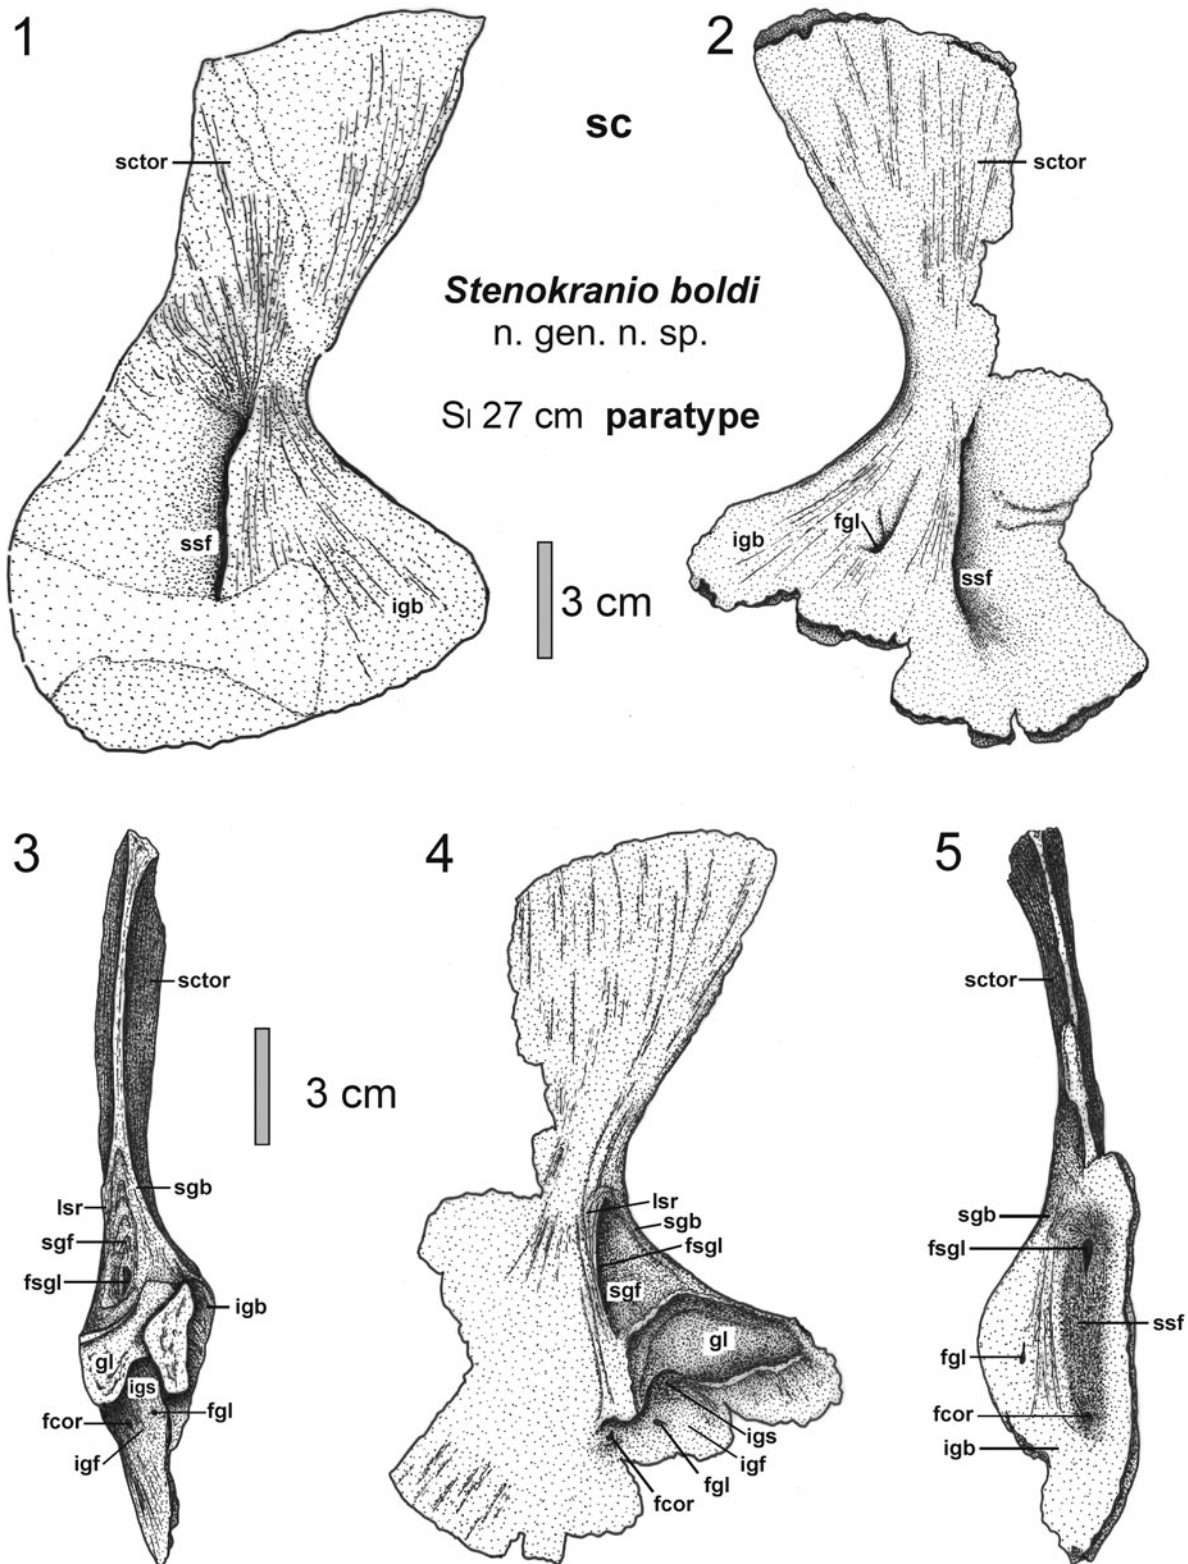 1
2
sc
sctor
sctor
Stenokranio boldi
n. gen. n. sp.
Sl 27 cm paratype
ssf
igb
igb
fgl
ssf
3 cm
3
4
5
sctor
sctor
3 cm
sgb
lsr
sgf
fsgl
igb
gl
igs
fcor
fgl
igf
lsr
sgb
fsgl
sgf
gl
igs
igf
fgl
fcor
sgb
fsgl
ssf
fgl
fcor
igb